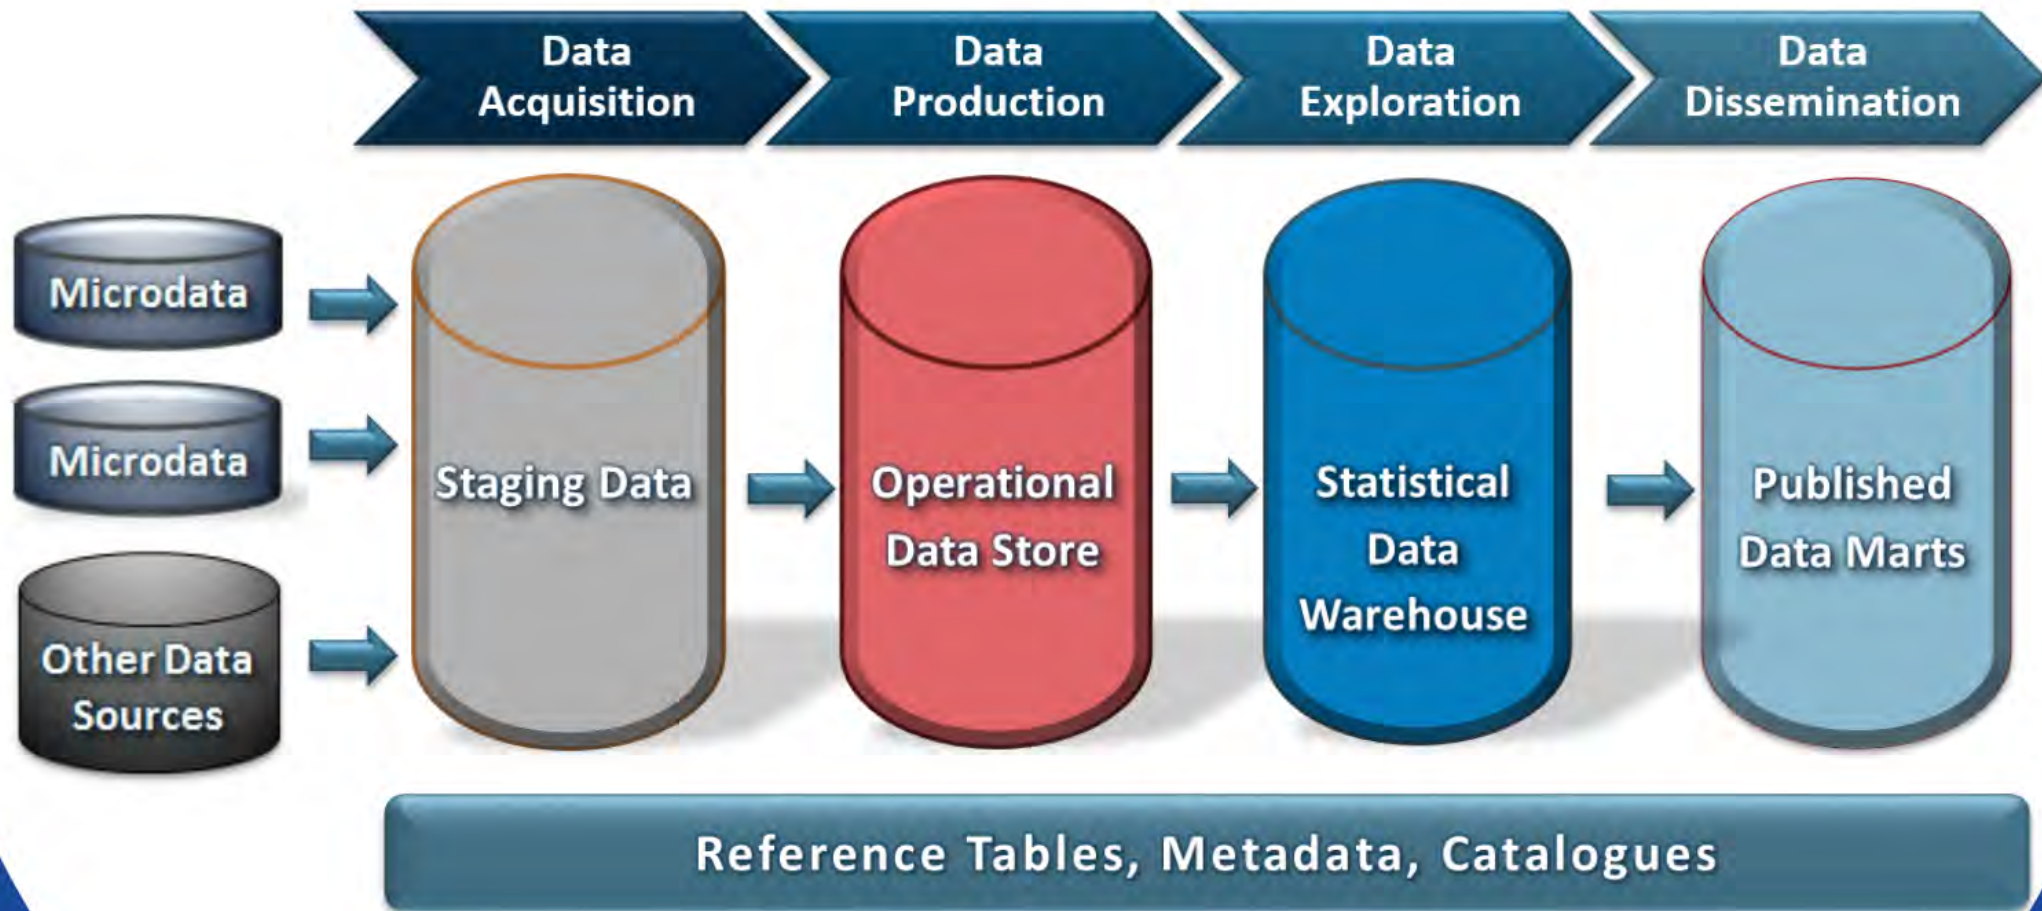 Data
Acquisition
Data
Production
Data
Exploration
Data
Dissemination
Microdata
Microdata
Other Data
Sources
Staging Data
Operational
Data Store
Statistical
Data
Warehouse
Published
Data Marts
Reference Tables, Metadata, Catalogues